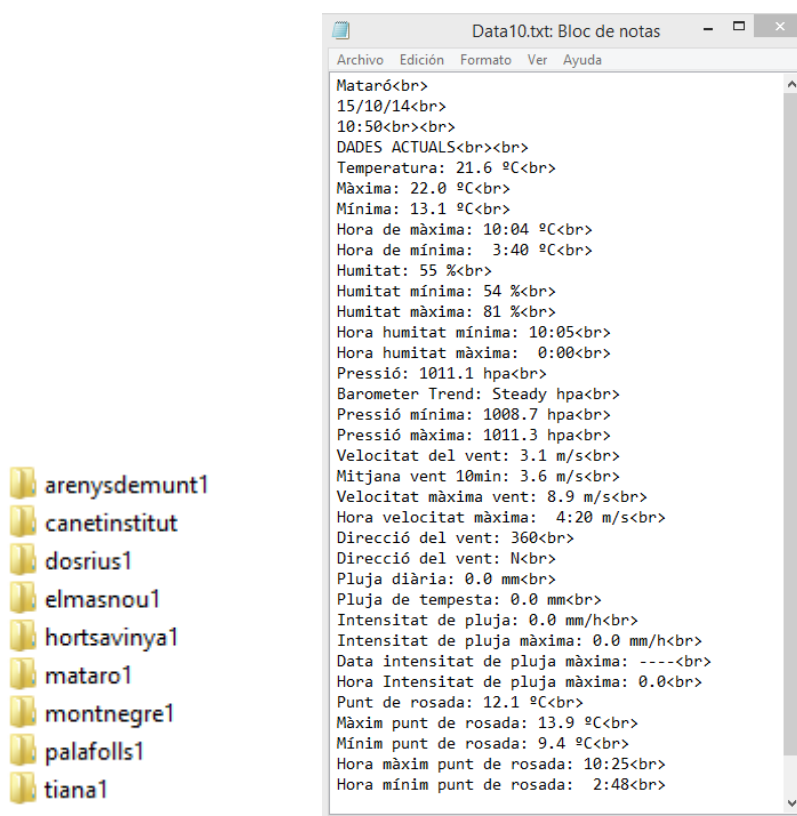 arenysdemunt1
canetinstitut
dosrius1
elmasnou1
hortsavinya1
mataro1
montnegre1
palafolls1
tiana1
Data10.txt: Bloc de notas
Archivo Edición Formato Ver Ayuda
Mataró<br>
15/10/14<br>
10:50<br><br>
DADES ACTUALS<br><br>
Temperatura: 21.6 ºC<br>
Màxima: 22.0 ºC<br>
Mínima: 13.1 ºC<br>
Hora de màxima: 10:04 ºC<br>
Hora de mínima:  3:40 ºC<br>
Humitat: 55 %<br>
Humitat mínima: 54 %<br>
Humitat màxima: 81 %<br>
Hora humitat mínima: 10:05<br>
Hora humitat màxima:  0:00<br>
Pressió: 1011.1 hpa<br>
Barometer Trend: Steady hpa<br>
Pressió mínima: 1008.7 hpa<br>
Pressió màxima: 1011.3 hpa<br>
Velocitat del vent: 3.1 m/s<br>
Mitjana vent 10min: 3.6 m/s<br>
Velocitat màxima vent: 8.9 m/s<br>
Hora velocitat màxima:  4:20 m/s<br>
Direcció del vent: 360<br>
Direcció del vent: N<br>
Pluja diària: 0.0 mm<br>
Pluja de tempesta: 0.0 mm<br>
Intensitat de pluja: 0.0 mm/h<br>
Intensitat de pluja màxima: 0.0 mm/h<br>
Data intensitat de pluja màxima: ----<br>
Hora Intensitat de pluja màxima: 0.0<br>
Punt de rosada: 12.1 ºC<br>
Màxim punt de rosada: 13.9 ºC<br>
Mínim punt de rosada: 9.4 ºC<br>
Hora màxim punt de rosada: 10:25<br>
Hora mínim punt de rosada:  2:48<br>